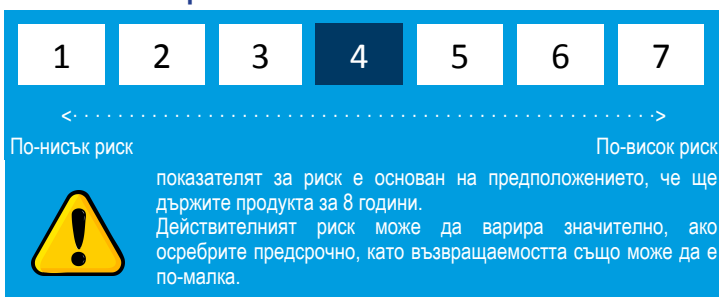 1 2 3 4 5 6 7
<· · · · · · · · · · · · · · · · · · · · · · · · · · · · · · · · · · · · · · · · · · · · · · · · · · · · · · · >
По-нисък риск По-висок риск
показателят за риск е основан на предположението, че ще
държите продукта за 8 години.
Действителният риск може да варира значително, ако
осребрите предсрочно, като възвращаемостта също може да е
по-малка.